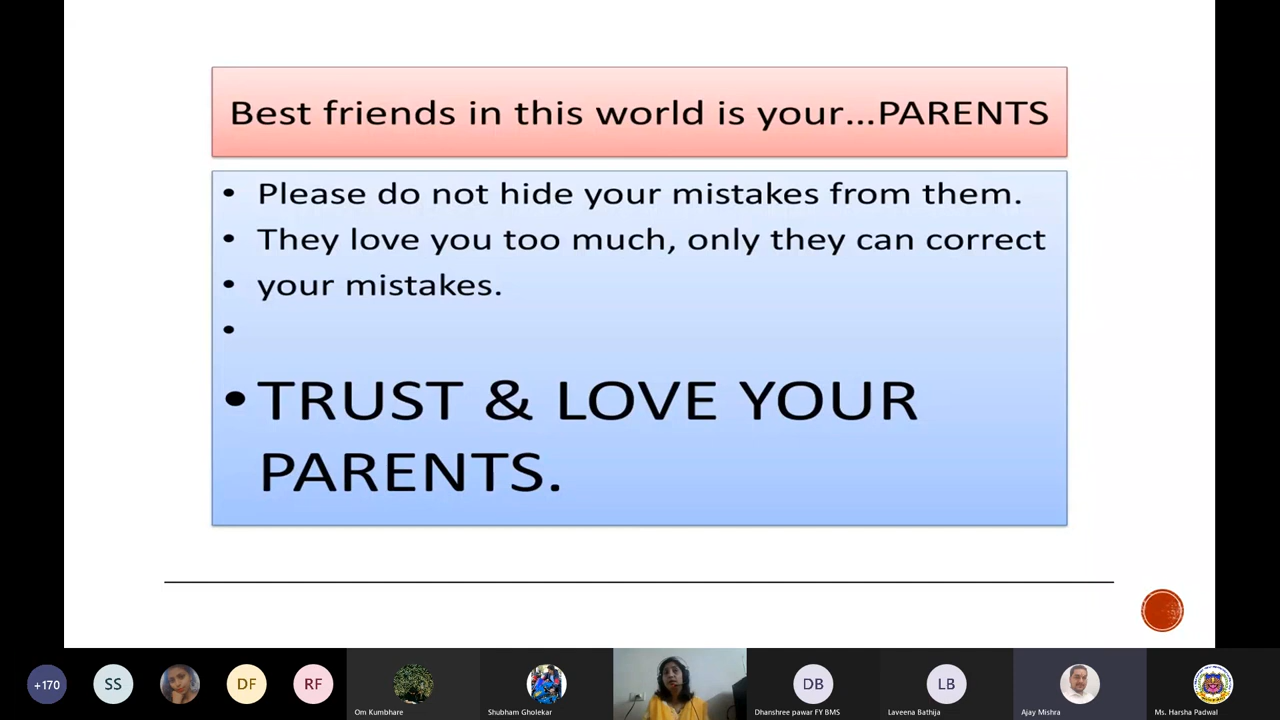 Best friends in this world is your...PARENTS
• Please do not hide your mistakes from them.
• They love you too much, only they can correct
• your mistakes.
•
• TRUST & LOVE YOUR
PARENTS.
+170
SS
DF
RF
Om Kumbhare
Shubham Gholekar
DB
Dhanshree pawar FY BMS
LB
Laveena Bathija
Ajay Mishra
Ms. Harsha Padwal